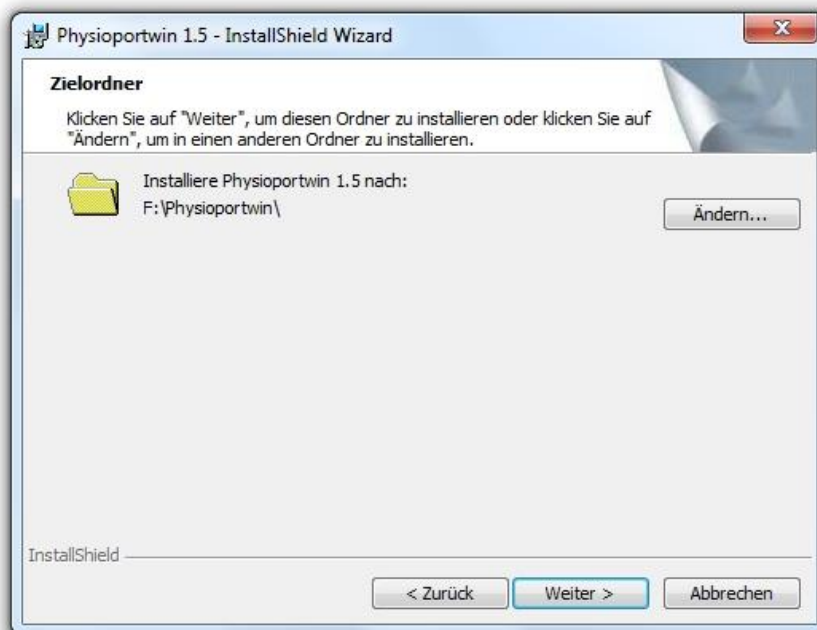 Physioportwin 1.5 - InstallShield Wizard
Zielordner
Klicken Sie auf "Weiter", um diesen Ordner zu installieren oder klicken Sie auf
"Ändern", um in einen anderen Ordner zu installieren.
Installiere Physioportwin 1.5 nach:
F:\Physioportwin\
Ändern...
InstallShield
< Zurück
Weiter >
Abbrechen